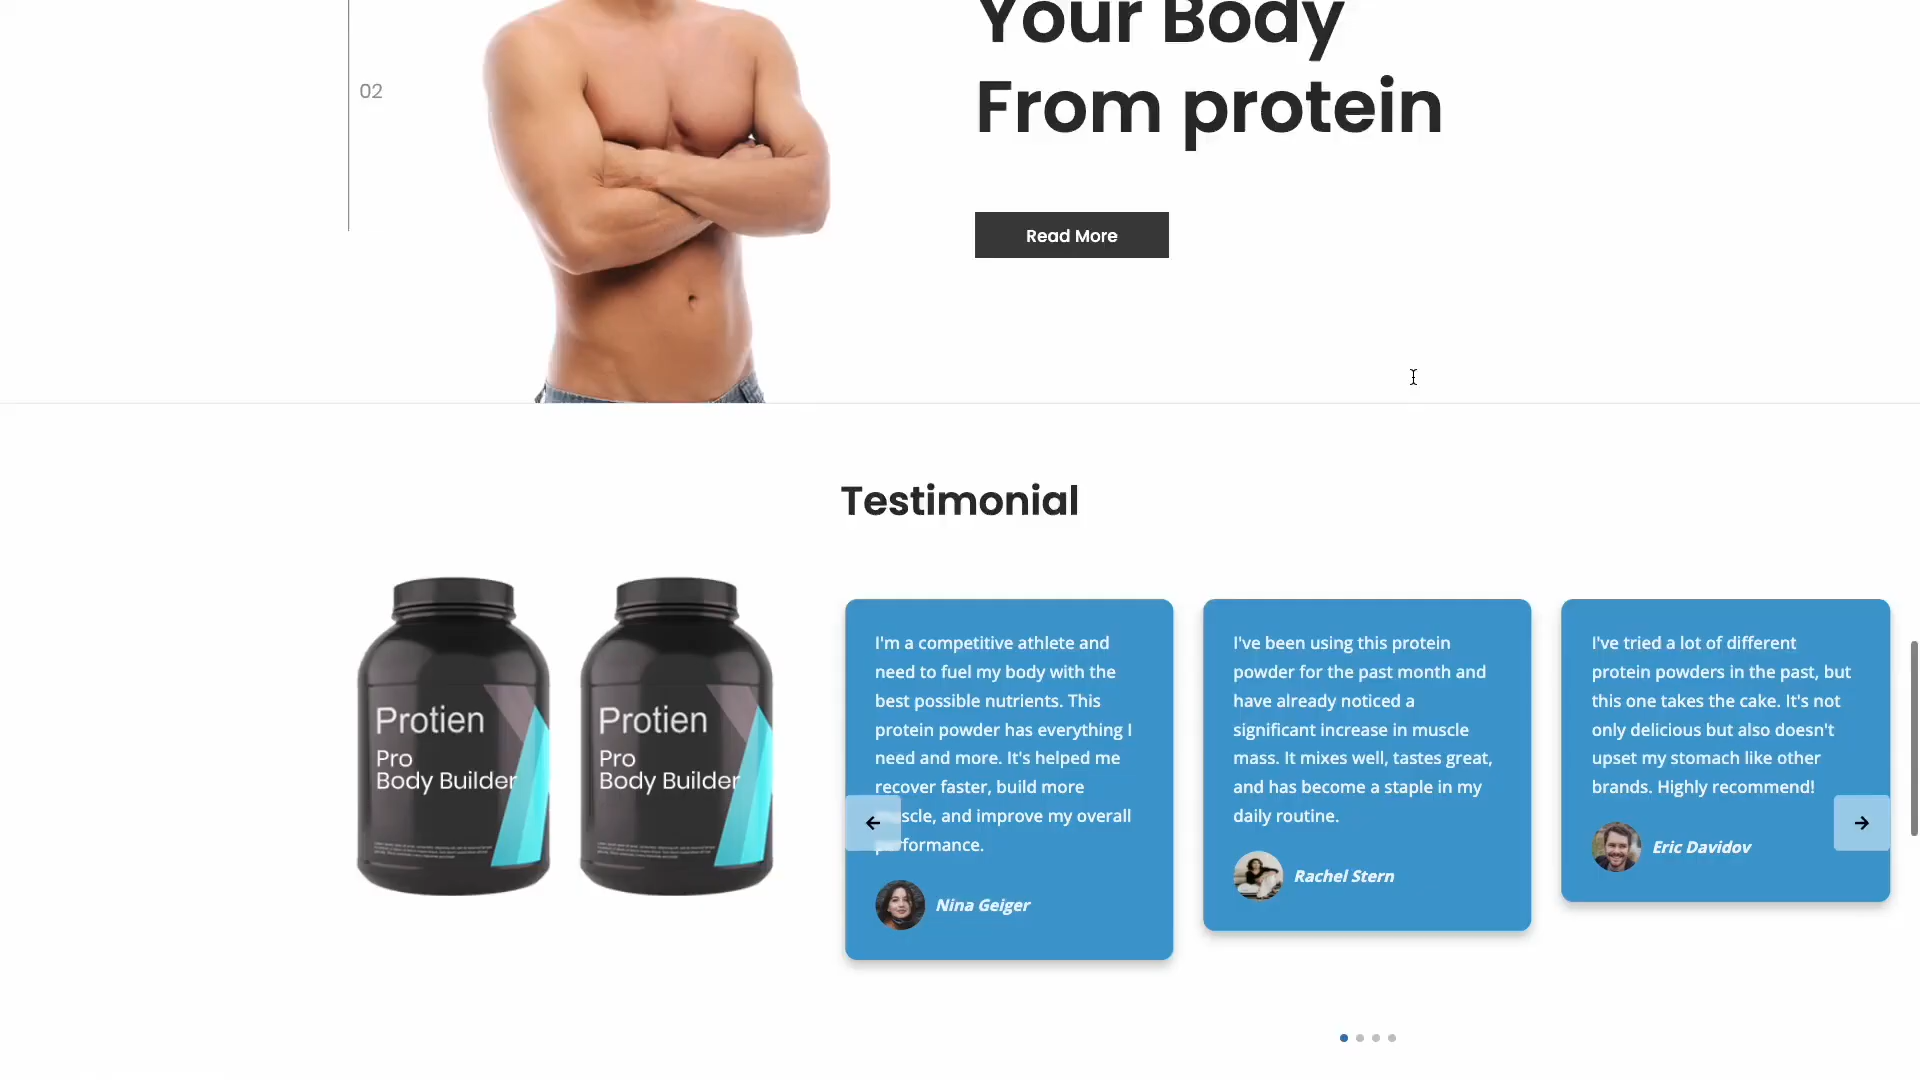 Your Body
From protein
02
Read More
Testimonial
Protien
Pro
Body Builder
Protien
Pro
Body Builder
I'm a competitive athlete and
need to fuel my body with the
best possible nutrients. This
protein powder has everything I
need and more. It's helped me
recover faster, build more
muscle, and improve my overall
performance.
Nina Geiger
I've been using this protein
powder for the past month and
have already noticed a
significant increase in muscle
mass. It mixes well, tastes great,
and has become a staple in my
daily routine.
Rachel Stern
I've tried a lot of different
protein powders in the past, but
this one takes the cake. It's not
only delicious but also doesn't
upset my stomach like other
brands. Highly recommend!
Eric Davidov